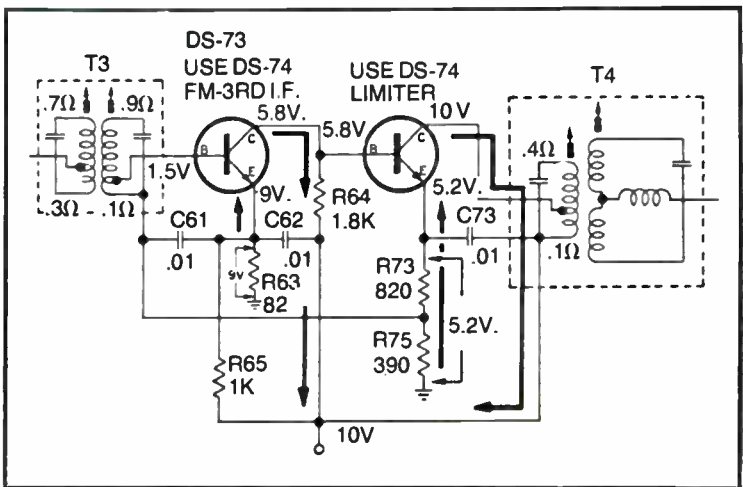 DS-73
USE DS-74
FM-3RD I.F.
USE DS-74
LIMITER
T3
T4
.7Ω
.9Ω
5.8V.
5.8V.
10V
.4Ω
B
C
E
B
C
E
1.5V
9V.
5.2V.
.3Ω
.1Ω
C61
.01
C62
.01
R64
1.8K
C73
.01
.1Ω
9V
R63
82
R73
820
5.2V.
R65
1K
R75
390
10V